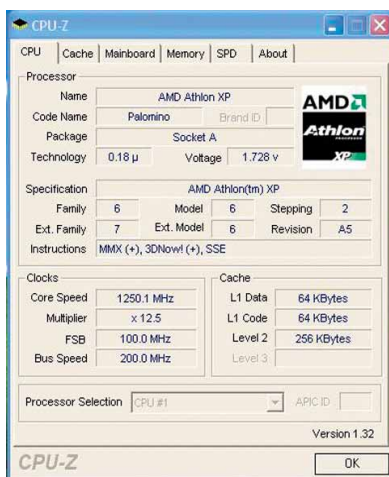 CPU-Z
CPU Cache Mainboard Memory SPD About
Processor
Name AMD Athlon XP
Code Name Palomino Brand ID
Package Socket A
Technology 0.18 µ Voltage 1.728 v
AMD
Athlon
PROCESSOR
XP
Specification AMD Athlon(tm) XP
Family 6 Model 6 Stepping 2
Ext. Family 7 Ext. Model 6 Revision A5
Instructions MMX (+), 3DNow! (+), SSE
Clocks
Core Speed 1250.1 MHz
Multiplier x 12.5
FSB 100.0 MHz
Bus Speed 200.0 MHz
Cache
L1 Data 64 KBytes
L1 Code 64 KBytes
Level 2 256 KBytes
Level 3
Processor Selection CPU #1 APIC ID
Version 1.32
CPU-Z OK